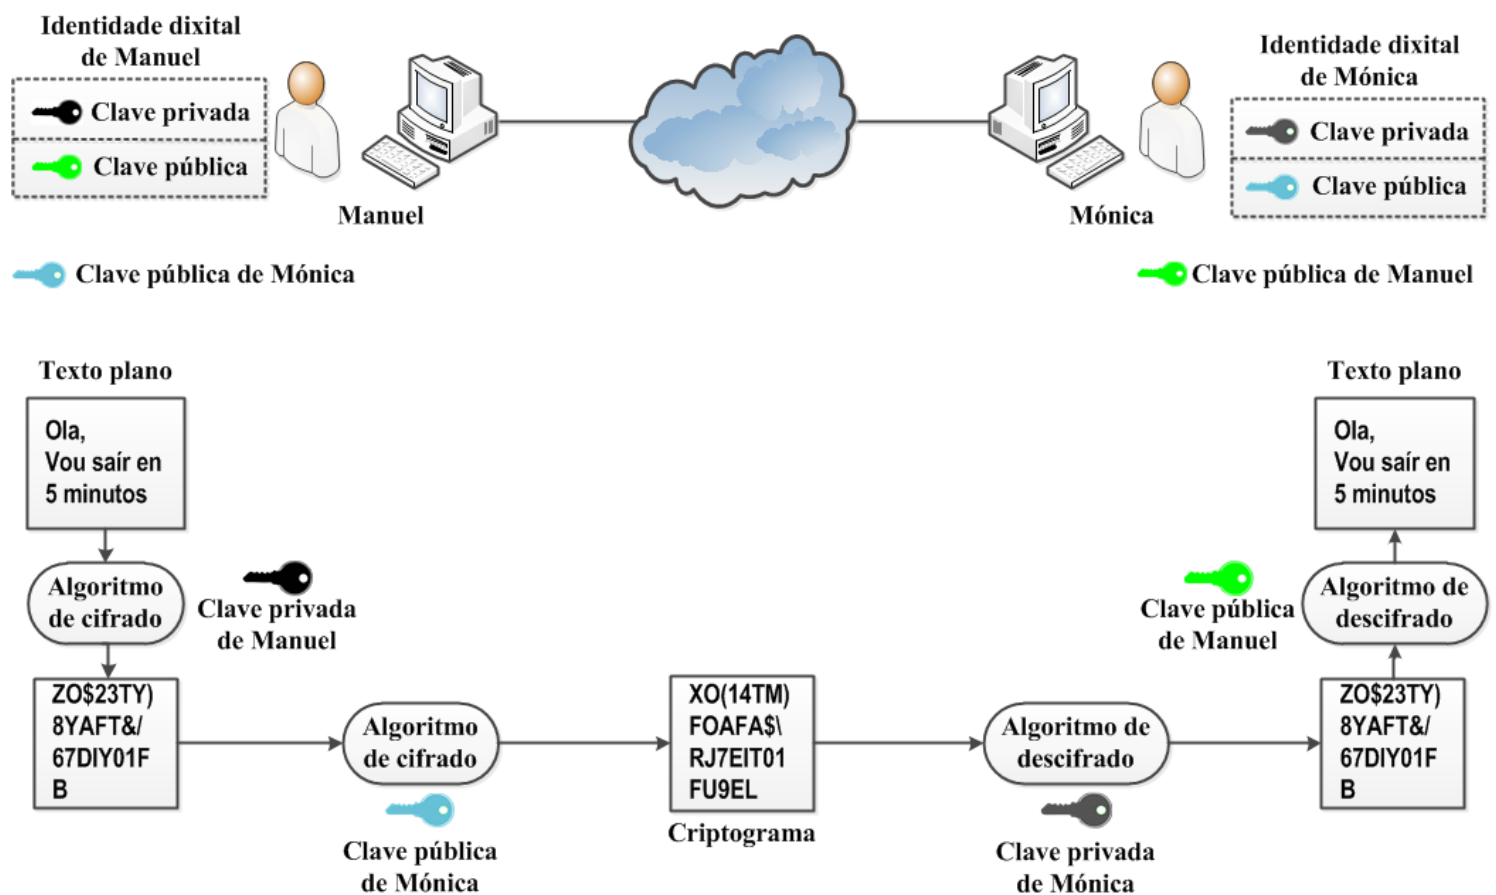 Identidade dixital
de Manuel
Clave privada
Clave pública
Manuel
Mónica
Identidade dixital
de Mónica
Clave privada
Clave pública
Clave pública de Mónica
Clave pública de Manuel
Texto plano
Ola,
Vou saír en
5 minutos
Algoritmo
de cifrado
Clave privada
de Manuel
ZO$23TY)
8YAFT&/
67DIY01F
B
Algoritmo
de cifrado
Clave pública
de Mónica
XO(14TM)
FOAFA$\
RJ7EIT01
FU9EL
Criptograma
Algoritmo de
descifrado
Clave privada
de Mónica
ZO$23TY)
8YAFT&/
67DIY01F
B
Clave pública
de Manuel
Algoritmo de
descifrado
Texto plano
Ola,
Vou saír en
5 minutos